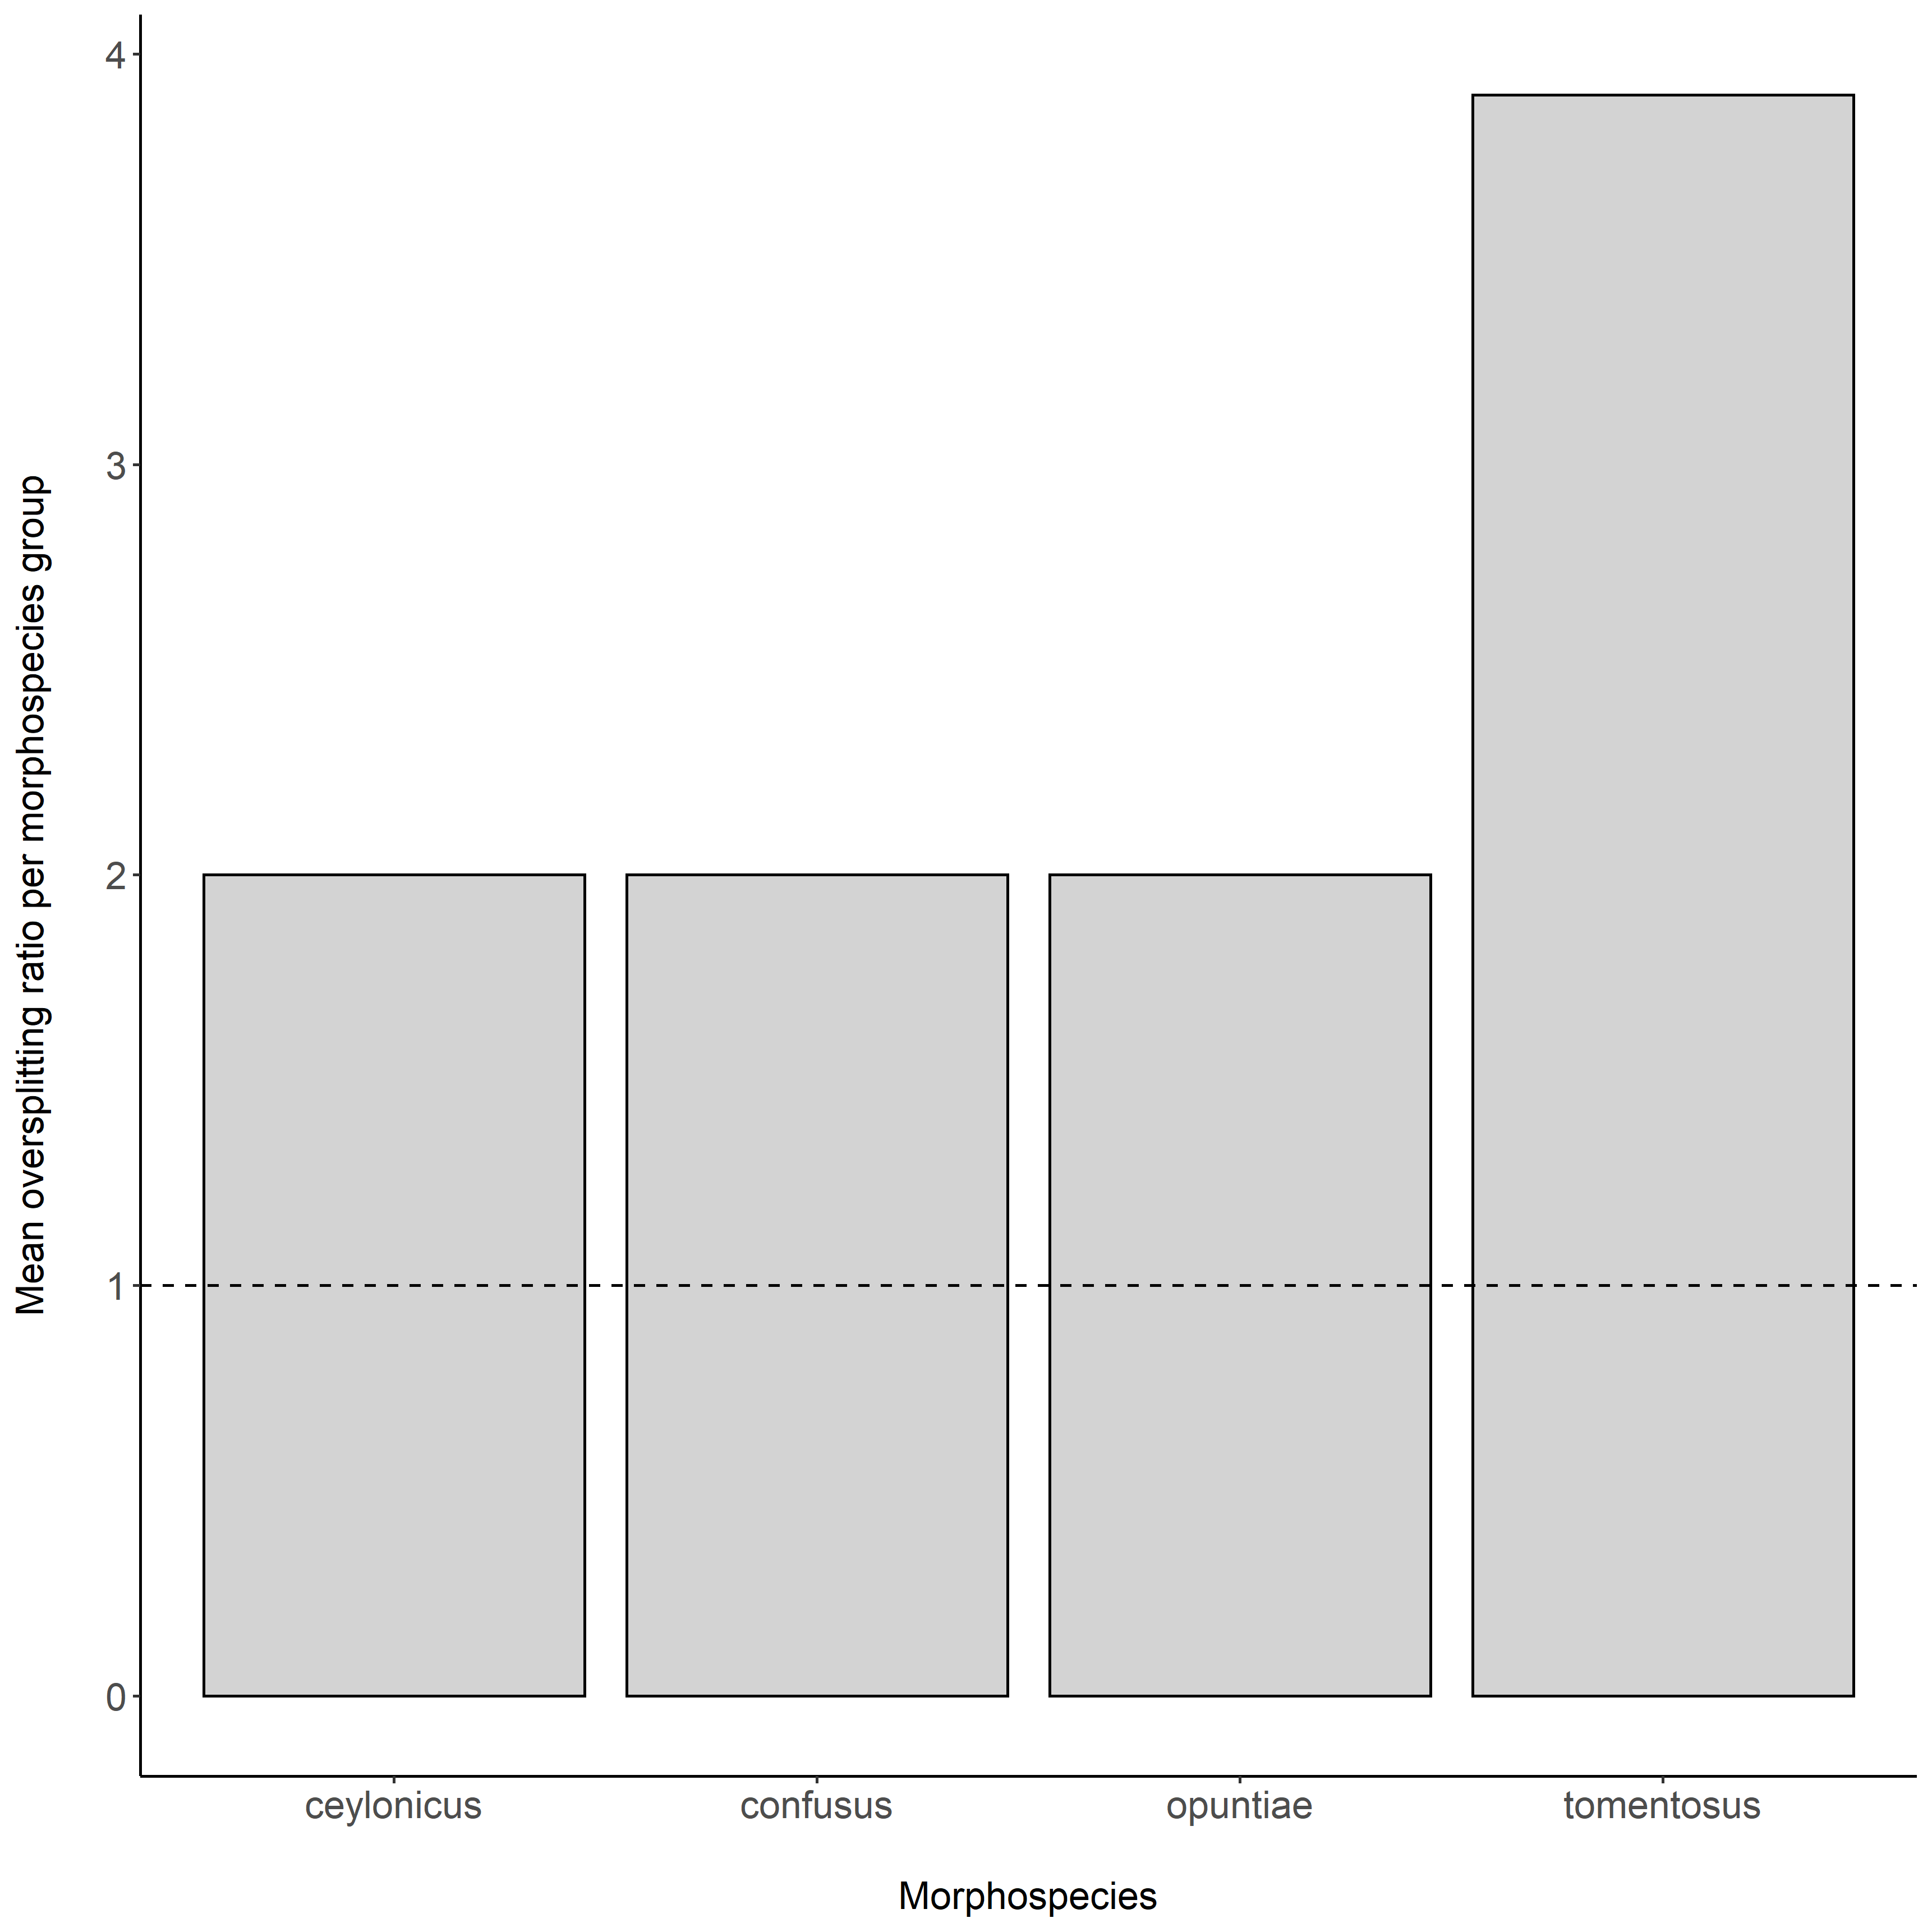 Mean oversplitting ratio per morphospecies group
4
3
2
1
0
ceylonicus
confusus
opuntiae
tomentosus
Morphospecies